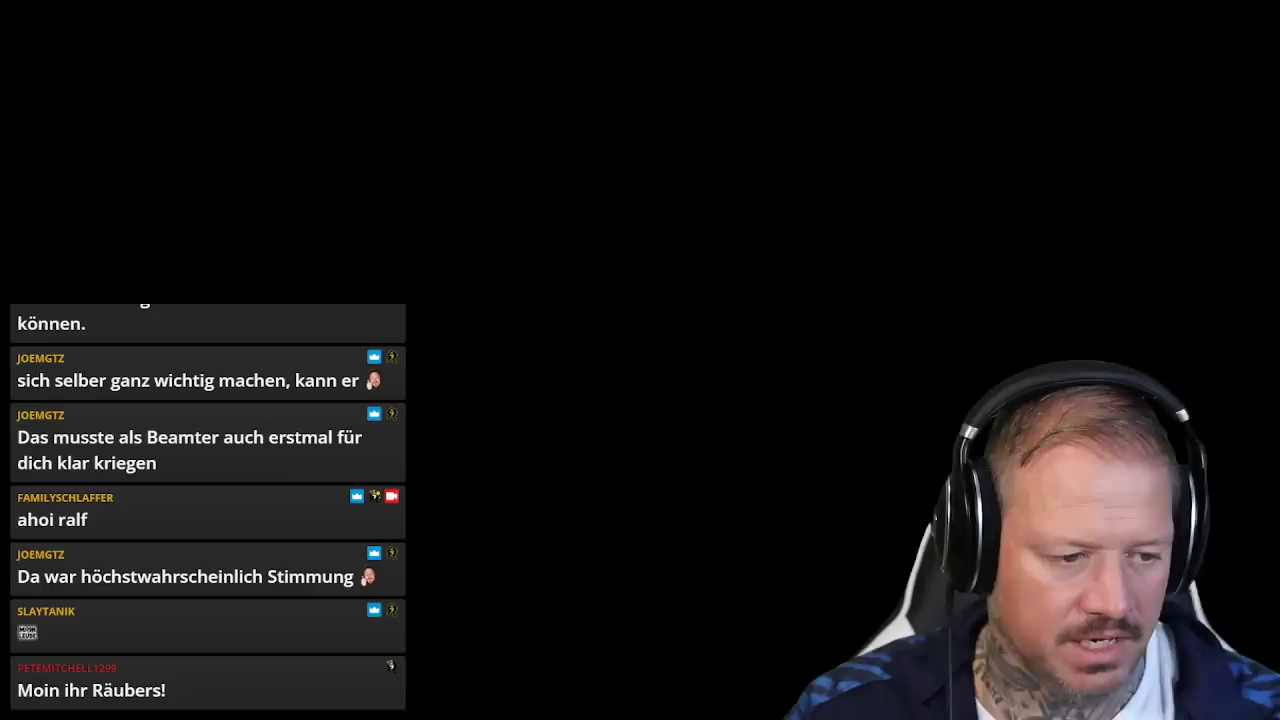 können.
JOEMGTZ
sich selber ganz wichtig machen, kann er
JOEMGTZ
Das musste als Beamter auch erstmal für
dich klar kriegen
FAMILYSCHLAFFER
ahoi ralf
JOEMGTZ
Da war höchstwahrscheinlich Stimmung
SLAYTANIK
PETEMITCHELL1299
Moin ihr Räubers!